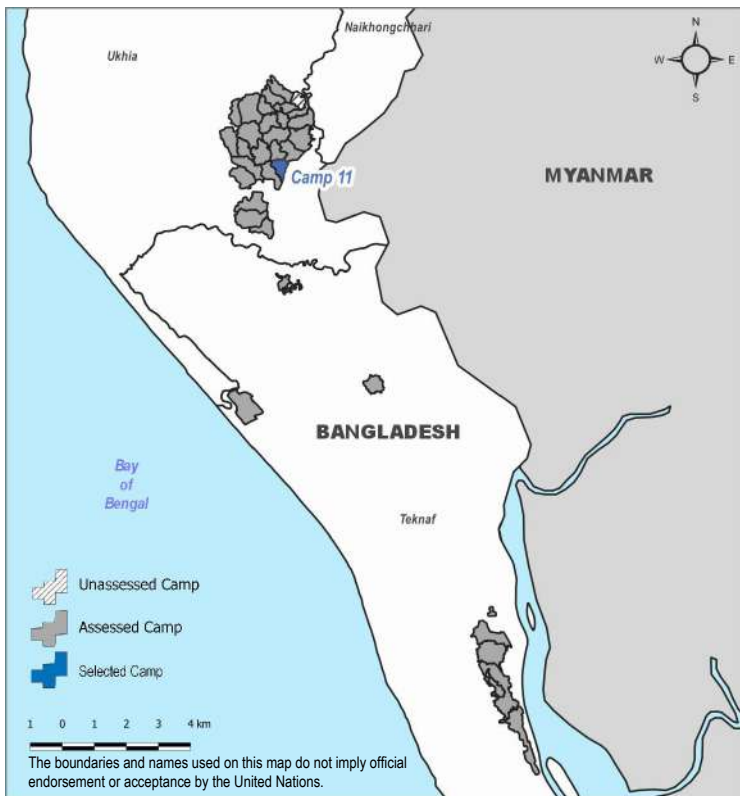 Naikhongchhari
Ukhia
N
W
E
S
Camp 11
MYANMAR
BANGLADESH
Bay
of
Bengal
Teknaf
Unassessed Camp
Assessed Camp
Selected Camp
1 0 1 2 3 4 km
The boundaries and names used on this map do not imply official
endorsement or acceptance by the United Nations.